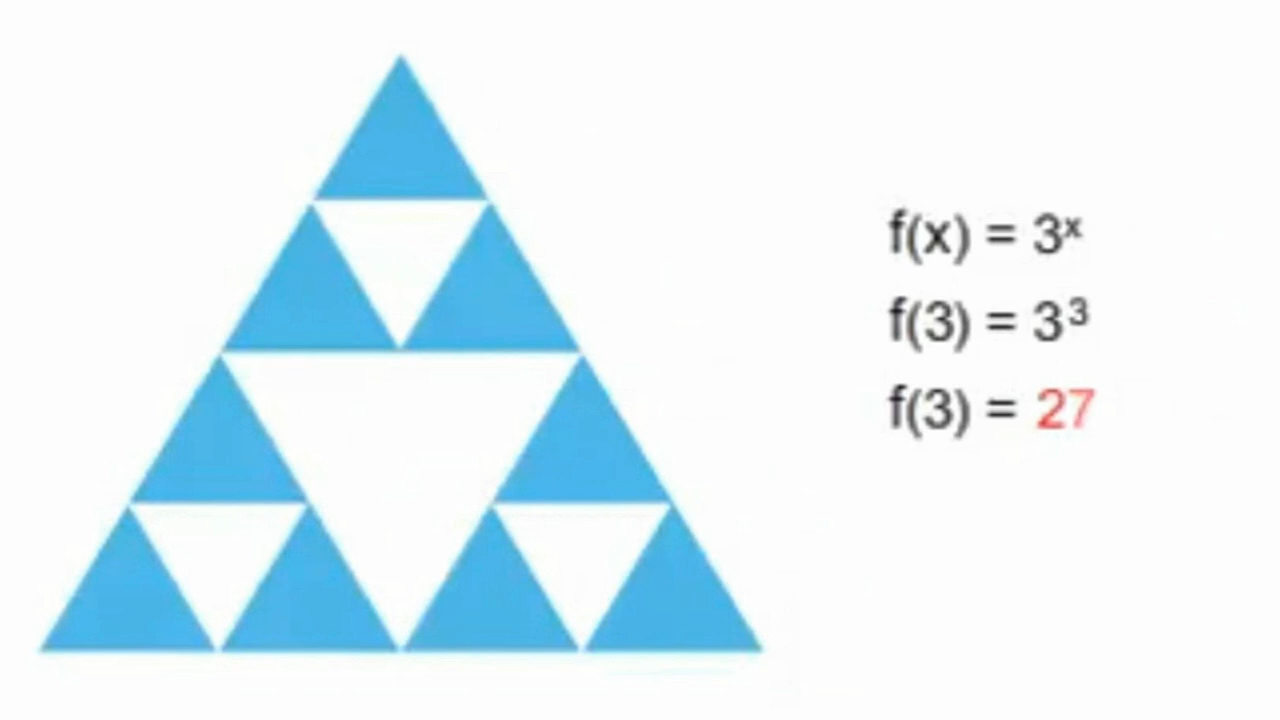 f(x) = 3ˣ
f(3) = 3³
f(3) = 27